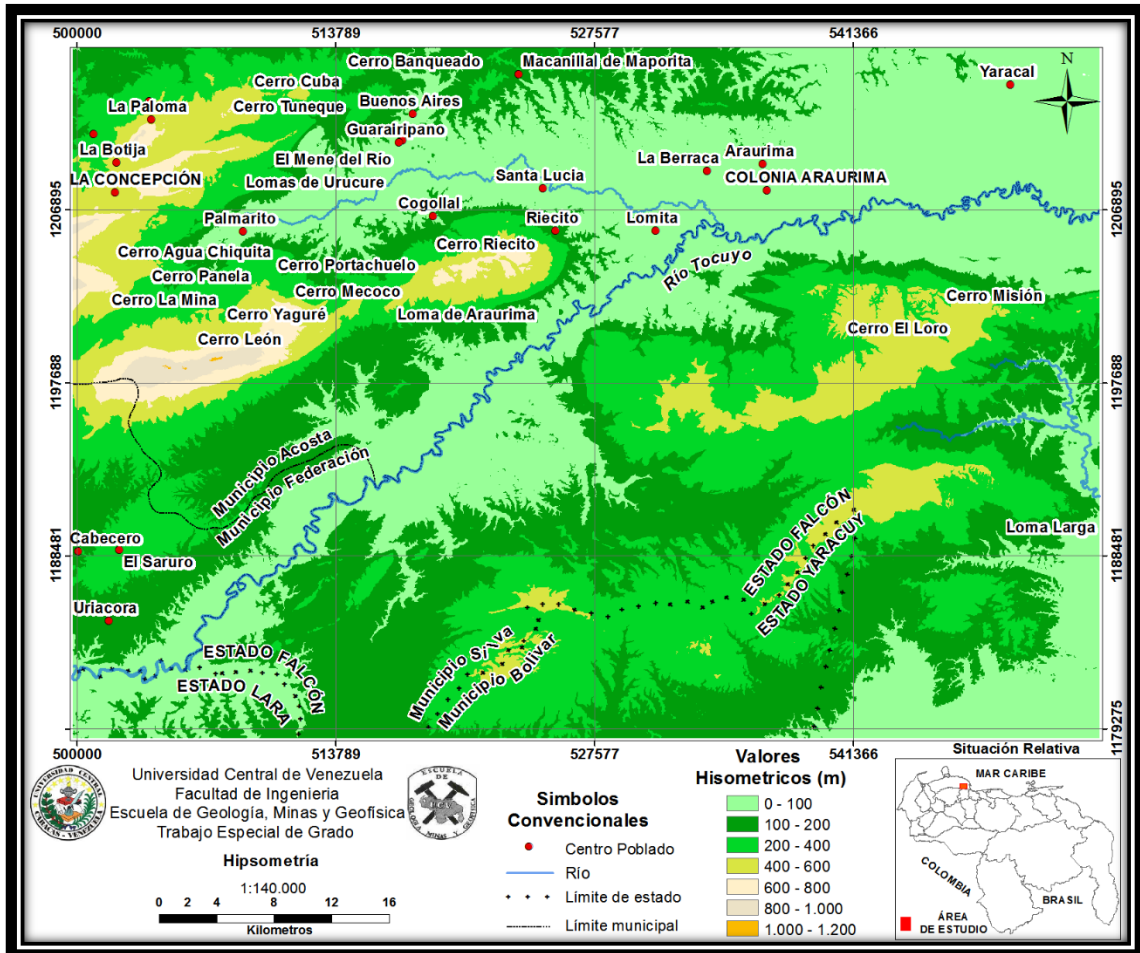 500000 513789 527577 541366
Cerro Banqueado
Macanillal de Maporita
N
Yaracal
Cerro Cuba
La Paloma
Cerro Tuneque
Buenos Aires
Guarairipano
La Botija
El Mene del Río
La Berraca
Araurima
LA CONCEPCIÓN
Lomas de Urucure
Santa Lucia
COLONIA ARAURIMA
1206895
1206895
Palmarito
Cogollal
Riecito
Lomita
Cerro Agua Chiquita
Cerro Riecito
Cerro Panela
Cerro Portachuelo
Río Tocuyo
Cerro La Mina
Cerro Mecoco
Cerro Misión
Cerro Yaguré
Loma de Araurima
Cerro El Loro
Cerro León
1197688
1197688
Municipio Acosta
Municipio Federación
ESTADO FALCÓN
ESTADO YARACUY
Loma Larga
Cabecero
El Saruro
1188481
1188481
Uriacora
ESTADO FALCÓN
ESTADO LARA
Municipio Silva
Municipio Bolivar
1179275
500000 513789 527577 541366
Universidad Central de Venezuela
Facultad de Ingenieria
Escuela de Geología, Minas y Geofísica
Trabajo Especial de Grado
Hipsometría
1:140.000
0 2 4 8 12 16
Kilometros
Simbolos
Convencionales
Centro Poblado
Río
Límite de estado
Límite municipal
Valores
Hisometricos (m)
0 - 100
100 - 200
200 - 400
400 - 600
600 - 800
800 - 1.000
1.000 - 1.200
Situación Relativa
MAR CARIBE
COLOMBIA
BRASIL
ÁREA
DE ESTUDIO